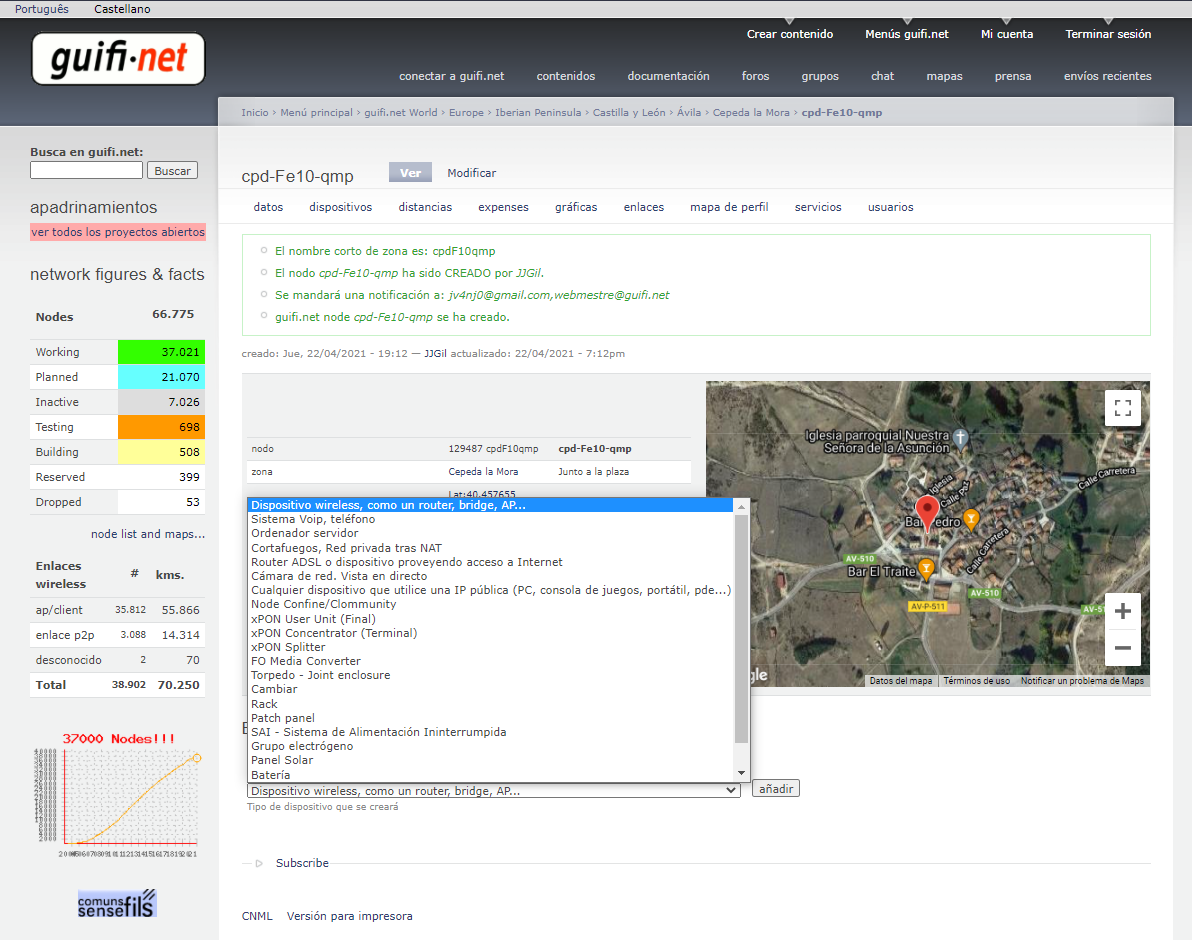 Português Castellano
Crear contenido Menús guifi.net Mi cuenta Terminar sesión
guifi·net
conectar a guifi.net contenidos documentación foros grupos chat mapas prensa envíos recientes
Inicio › Menú principal › guifi.net World › Europe › Iberian Peninsula › Castilla y León › Ávila › Cepeda la Mora › cpd-Fe10-qmp
Busca en guifi.net:
Buscar
apadrinamientos
ver todos los proyectos abiertos
network figures & facts
Nodes 66.775
Working 37.021
Planned 21.070
Inactive 7.026
Testing 698
Building 508
Reserved 399
Dropped 53
node list and maps...
Enlaces wireless # kms.
ap/client 35.812 55.866
enlace p2p 3.088 14.314
desconocido 2 70
Total 38.902 70.250
37000 Nodes!!!
comuns
sensefils
cpd-Fe10-qmp Ver Modificar
datos dispositivos distancias expenses gráficas enlaces mapa de perfil servicios usuarios
El nombre corto de zona es: cpdF10qmp
El nodo cpd-Fe10-qmp ha sido CREADO por JJGil.
Se mandará una notificación a: jv4nj0@gmail.com,webmestre@guifi.net
guifi.net node cpd-Fe10-qmp se ha creado.
creado: Jue, 22/04/2021 - 19:12 — JJGil actualizado: 22/04/2021 - 7:12pm
nodo 129487 cpdF10qmp cpd-Fe10-qmp
zona Cepeda la Mora Junto a la plaza
Lat:40.457655
Dispositivo wireless, como un router, bridge, AP...
Sistema Voip, teléfono
Ordenador servidor
Cortafuegos, Red privada tras NAT
Router ADSL o dispositivo proveyendo acceso a Internet
Cámara de red. Vista en directo
Cualquier dispositivo que utilice una IP pública (PC, consola de juegos, portátil, pde...)
Node Confine/Clommunity
xPON User Unit (Final)
xPON Concentrator (Terminal)
xPON Splitter
FO Media Converter
Torpedo - Joint enclosure
Cambiar
Rack
Patch panel
SAI - Sistema de Alimentación Ininterrumpida
Grupo electrógeno
Panel Solar
Batería
Dispositivo wireless, como un router, bridge, AP... añadir
Tipo de dispositivo que se creará
Iglesia parroquial Nuestra
Señora de la Asunción
Calle Carretera
Iglesia
Calle Paz
Bar Pedro
Calle Carretera
AV-510
Bar El Traite
AV-510
AV-P-511
AV-51
Datos del mapa Términos de uso Notificar un problema de Maps
Subscribe
CNML Versión para impresora